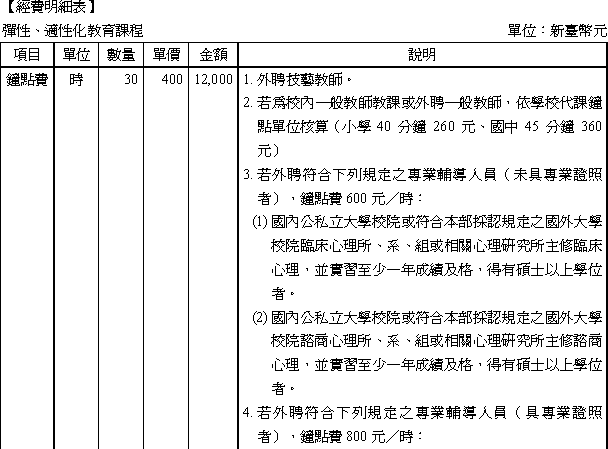 【經費明細表】
彈性、適性化教育課程 單位：新臺幣元
項目 單位 數量 單價 金額 說明
鐘點費 時 30 400 12,000 1. 外聘技藝教師。
2. 若為校內一般教師教課或外聘一般教師，依學校代課鐘
點單位核算（小學 40 分鐘 260 元、國中 45 分鐘 360
元）
3. 若外聘符合下列規定之專業輔導人員（未具專業證照
者），鐘點費 600 元／時：
(1) 國內公私立大學校院或符合本部採認規定之國外大學
校院臨床心理所、系、組或相關心理研究所主修臨床
心理，並實習至少一年成績及格，得有碩士以上學位
者。
(2) 國內公私立大學校院或符合本部採認規定之國外大學
校院諮商心理所、系、組或相關心理研究所主修諮商
心理，並實習至少一年成績及格，得有碩士以上學位
者。
4. 若外聘符合下列規定之專業輔導人員（具專業證照
者），鐘點費 800 元／時：